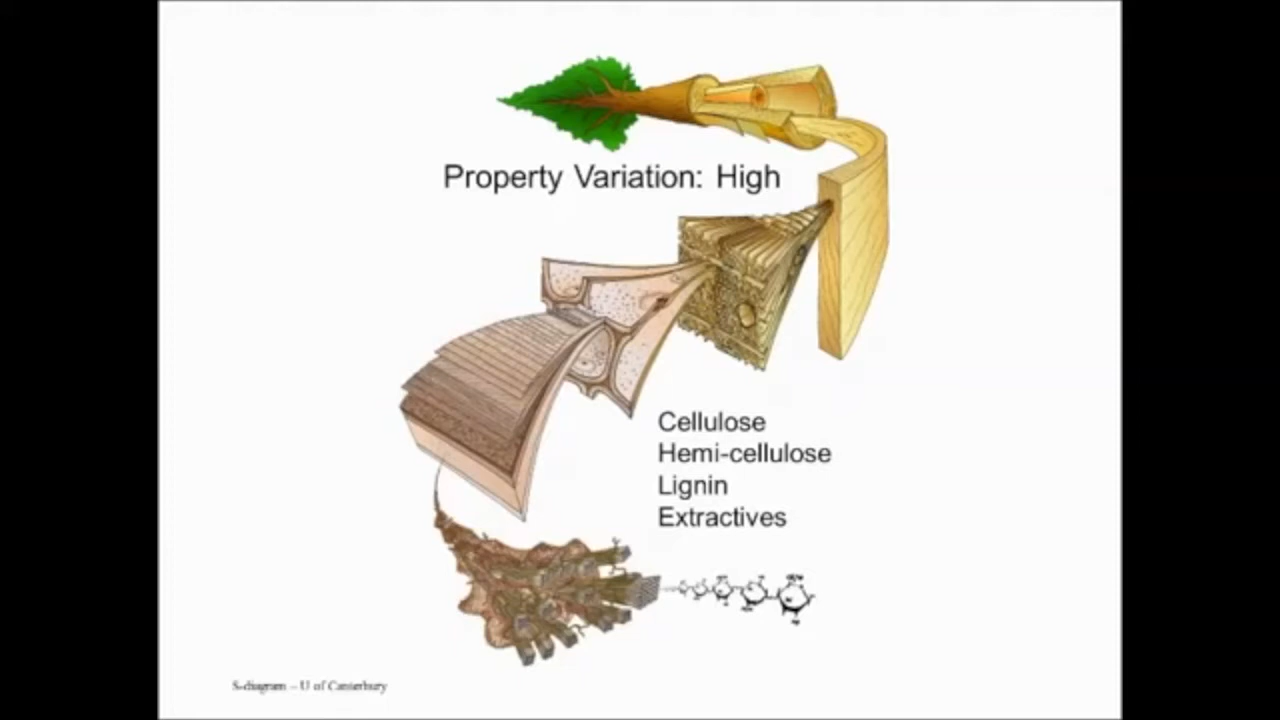 Property Variation: High
Cellulose
Hemi-cellulose
Lignin
Extractives
S-diagram – U of Canterbury